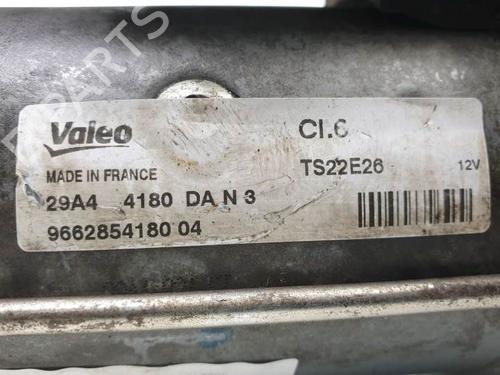 Valeo CI.6
MADE IN FRANCE TS22E26 12V
29A4 4180 DA N 3
9662854180 04